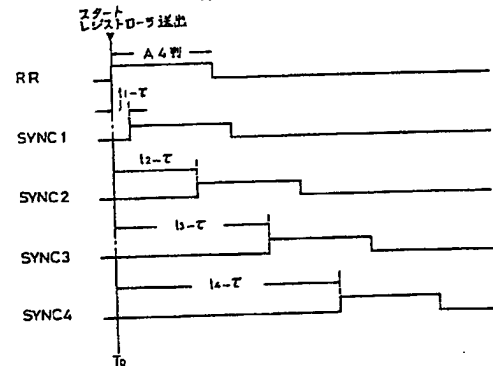 スタート
レジストローラ送出
A4判
RR
t1-τ
SYNC1
t2-τ
SYNC2
t3-τ
SYNC3
t4-τ
SYNC4